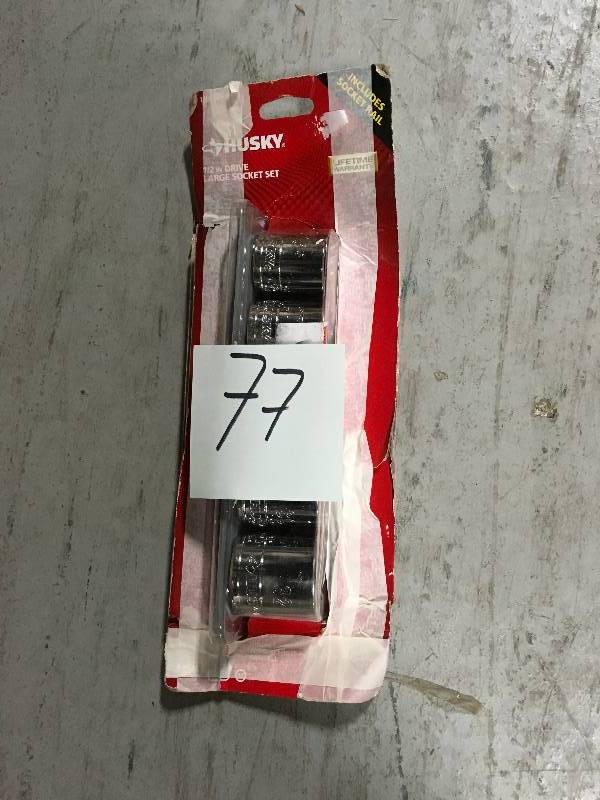 INCLUDES
SOCKET RAIL
HUSKY
1/2 in DRIVE
LARGE SOCKET SET
LIFETIME
WARRANTY
77